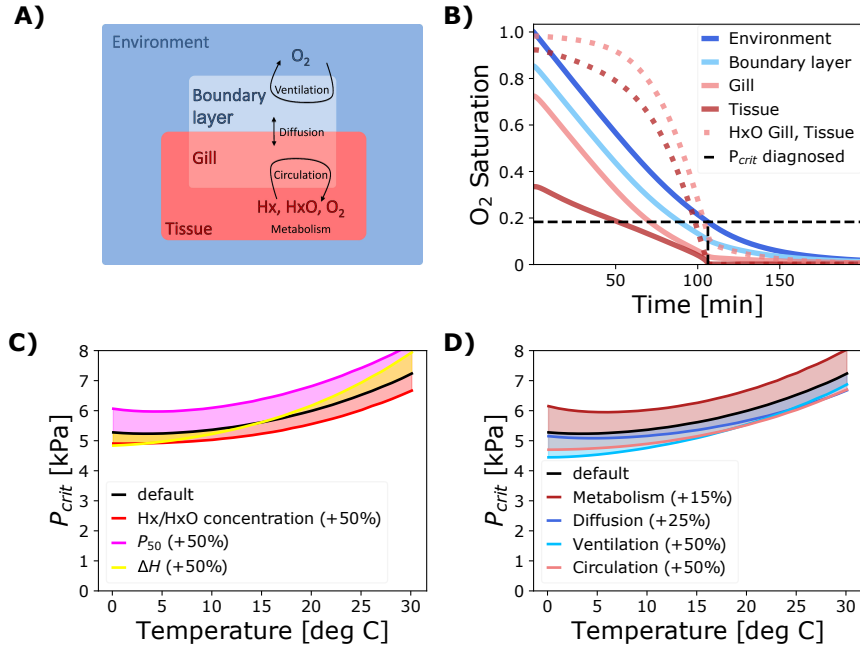 A)
Environment
O2
Ventilation
Boundary
layer
Diffusion
Gill
Circulation
Hx, HxO, O2
Metabolism
Tissue
B)
O2 Saturation
1.0
0.8
0.6
0.4
0.2
0
50
100
150
Time [min]
Environment
Boundary layer
Gill
Tissue
HxO Gill, Tissue
Pcrit diagnosed
C)
Pcrit [kPa]
8
7
6
5
4
3
2
1
0
0
5
10
15
20
25
30
Temperature [deg C]
default
Hx/HxO concentration (+50%)
P50 (+50%)
ΔH (+50%)
D)
Pcrit [kPa]
8
7
6
5
4
3
2
1
0
0
5
10
15
20
25
30
Temperature [deg C]
default
Metabolism (+15%)
Diffusion (+25%)
Ventilation (+50%)
Circulation (+50%)